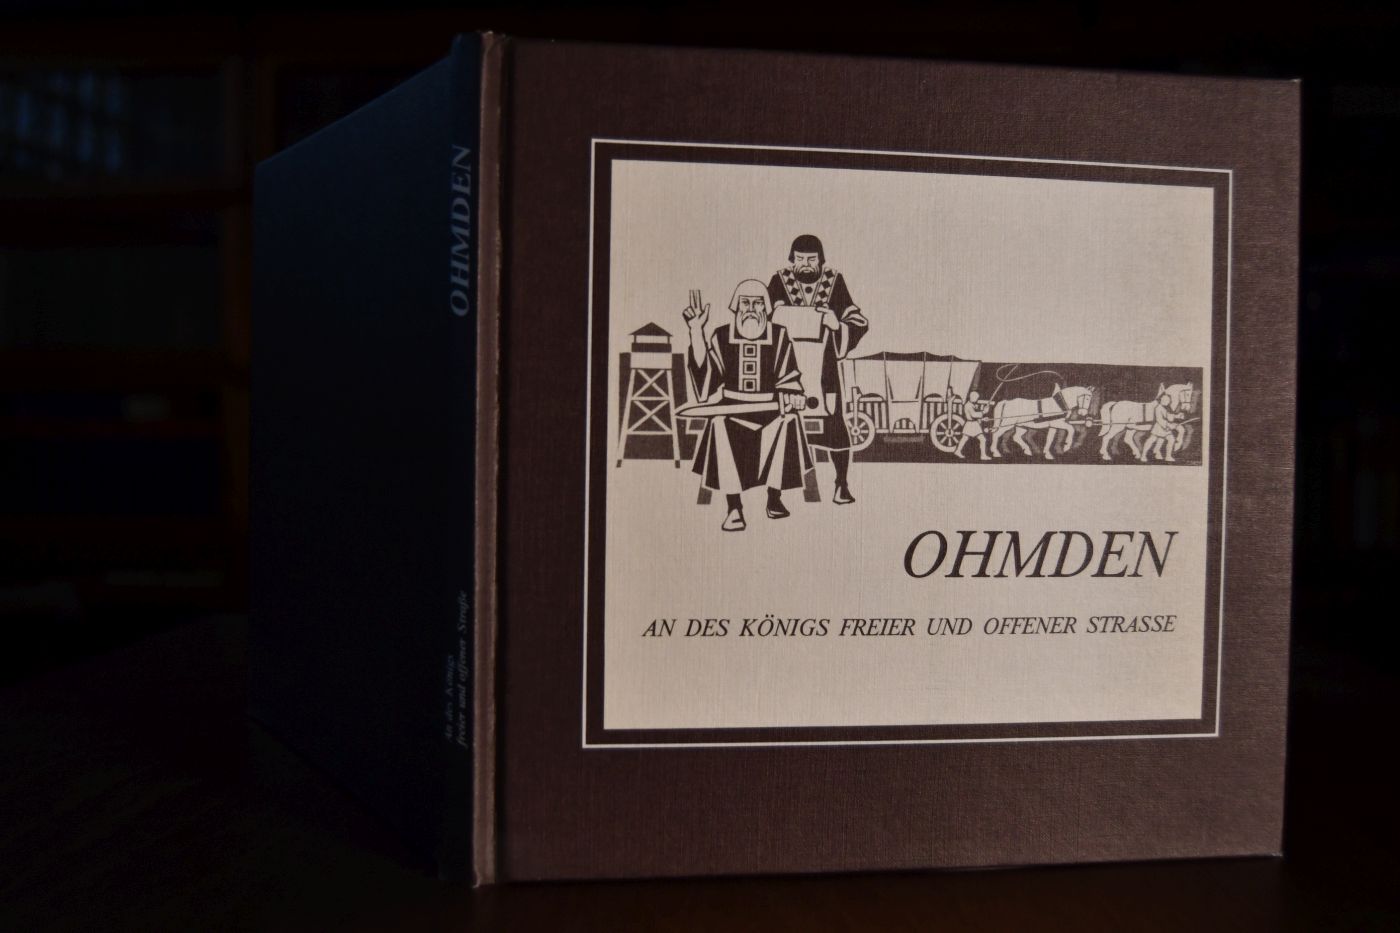 OHMDEN
An des Königs
freier und offener Straße
OHMDEN
AN DES KÖNIGS FREIER UND OFFENER STRASSE